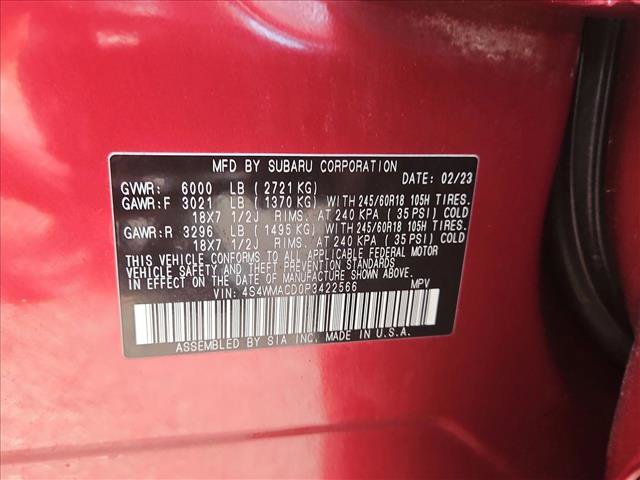 MFD BY SUBARU CORPORATION
DATE: 02/23
GVWR: 6000 LB ( 2721 KG)
GAWR:F 3021 LB ( 1370 KG) WITH 245/60R18 105H TIRES.
18X7 1/2J RIMS. AT 240 KPA ( 35 PSI) COLD
GAWR:R 3296 LB ( 1495 KG) WITH 245/60R18 105H TIRES.
18X7 1/2J RIMS. AT 240 KPA ( 35 PSI) COLD
THIS VEHICLE CONFORMS TO ALL APPLICABLE FEDERAL MOTOR
VEHICLE SAFETY AND THEFT PREVENTION STANDARDS
IN EFFECT ON THE DATE OF MANUFACTURE SHOWN ABOVE.
VIN: 4S4WMACD0P3422566 MPV
ASSEMBLED BY SIA INC. MADE IN U.S.A.